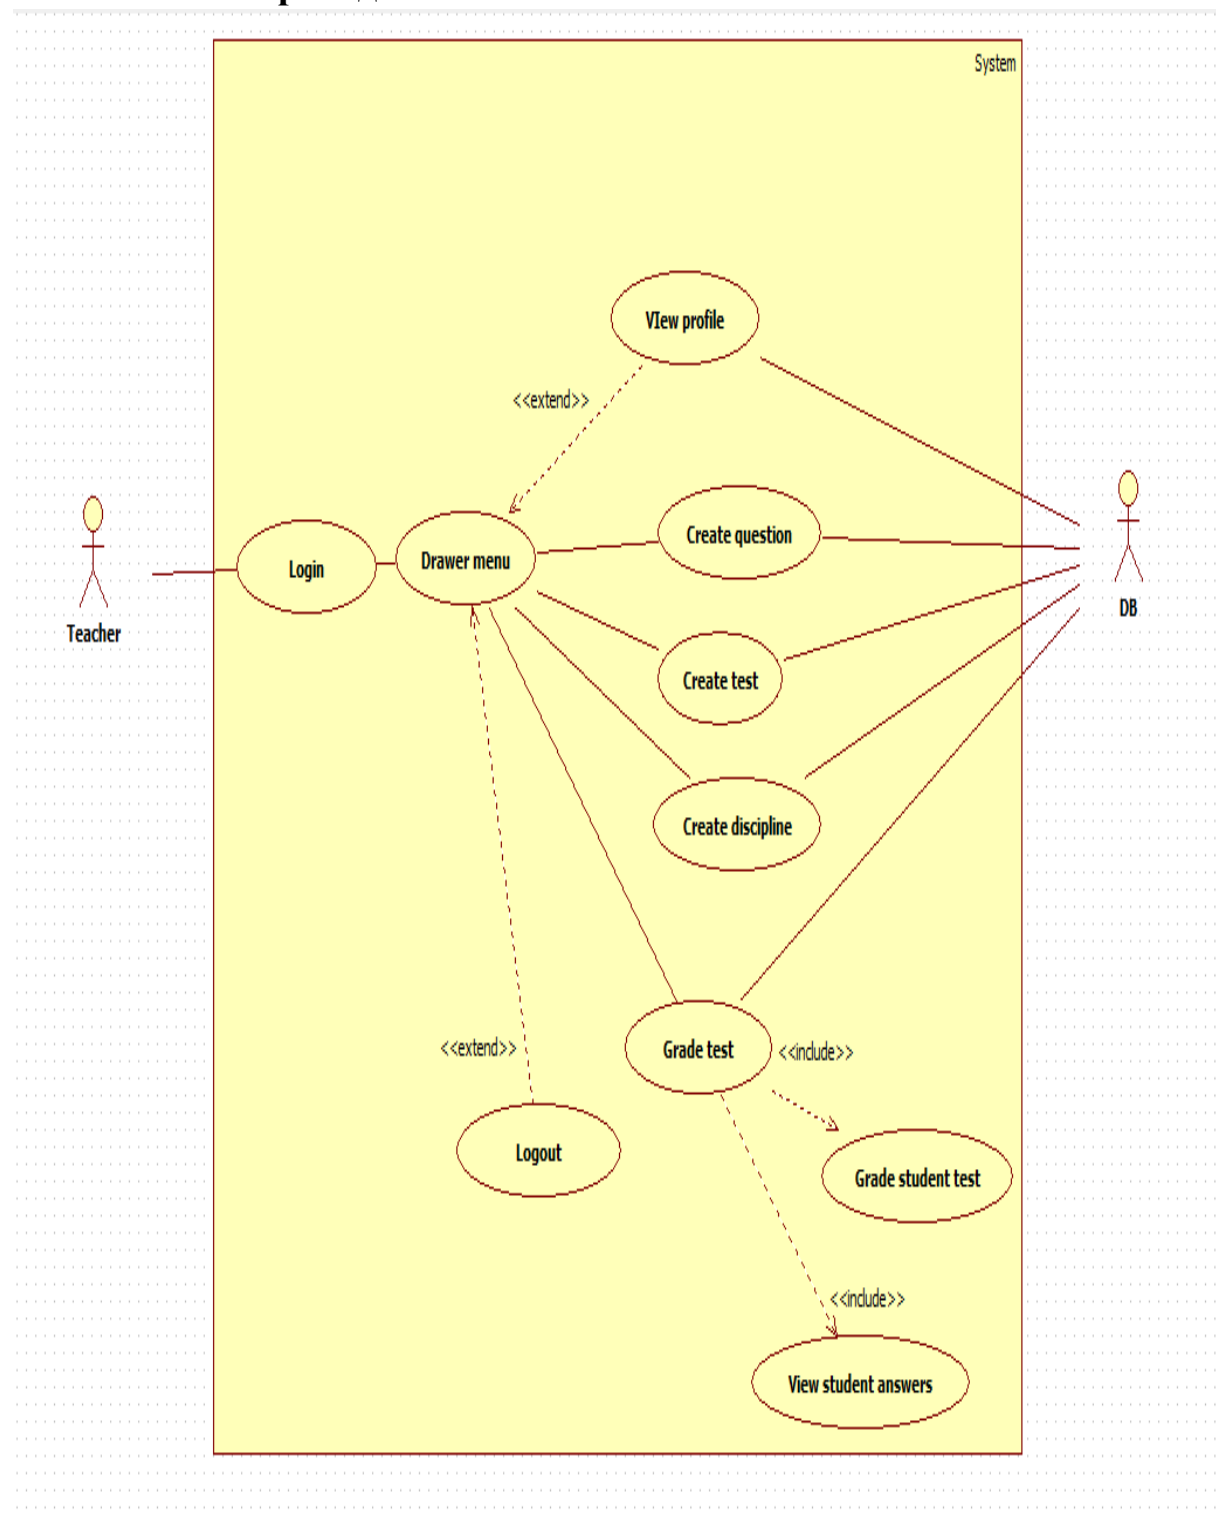 System
VIew profile
<<extend>>
Create question
Drawer menu
Login
DB
Teacher
Create test
Create discipline
<<extend>>
Grade test
<<include>>
Logout
Grade student test
<<include>>
View student answers